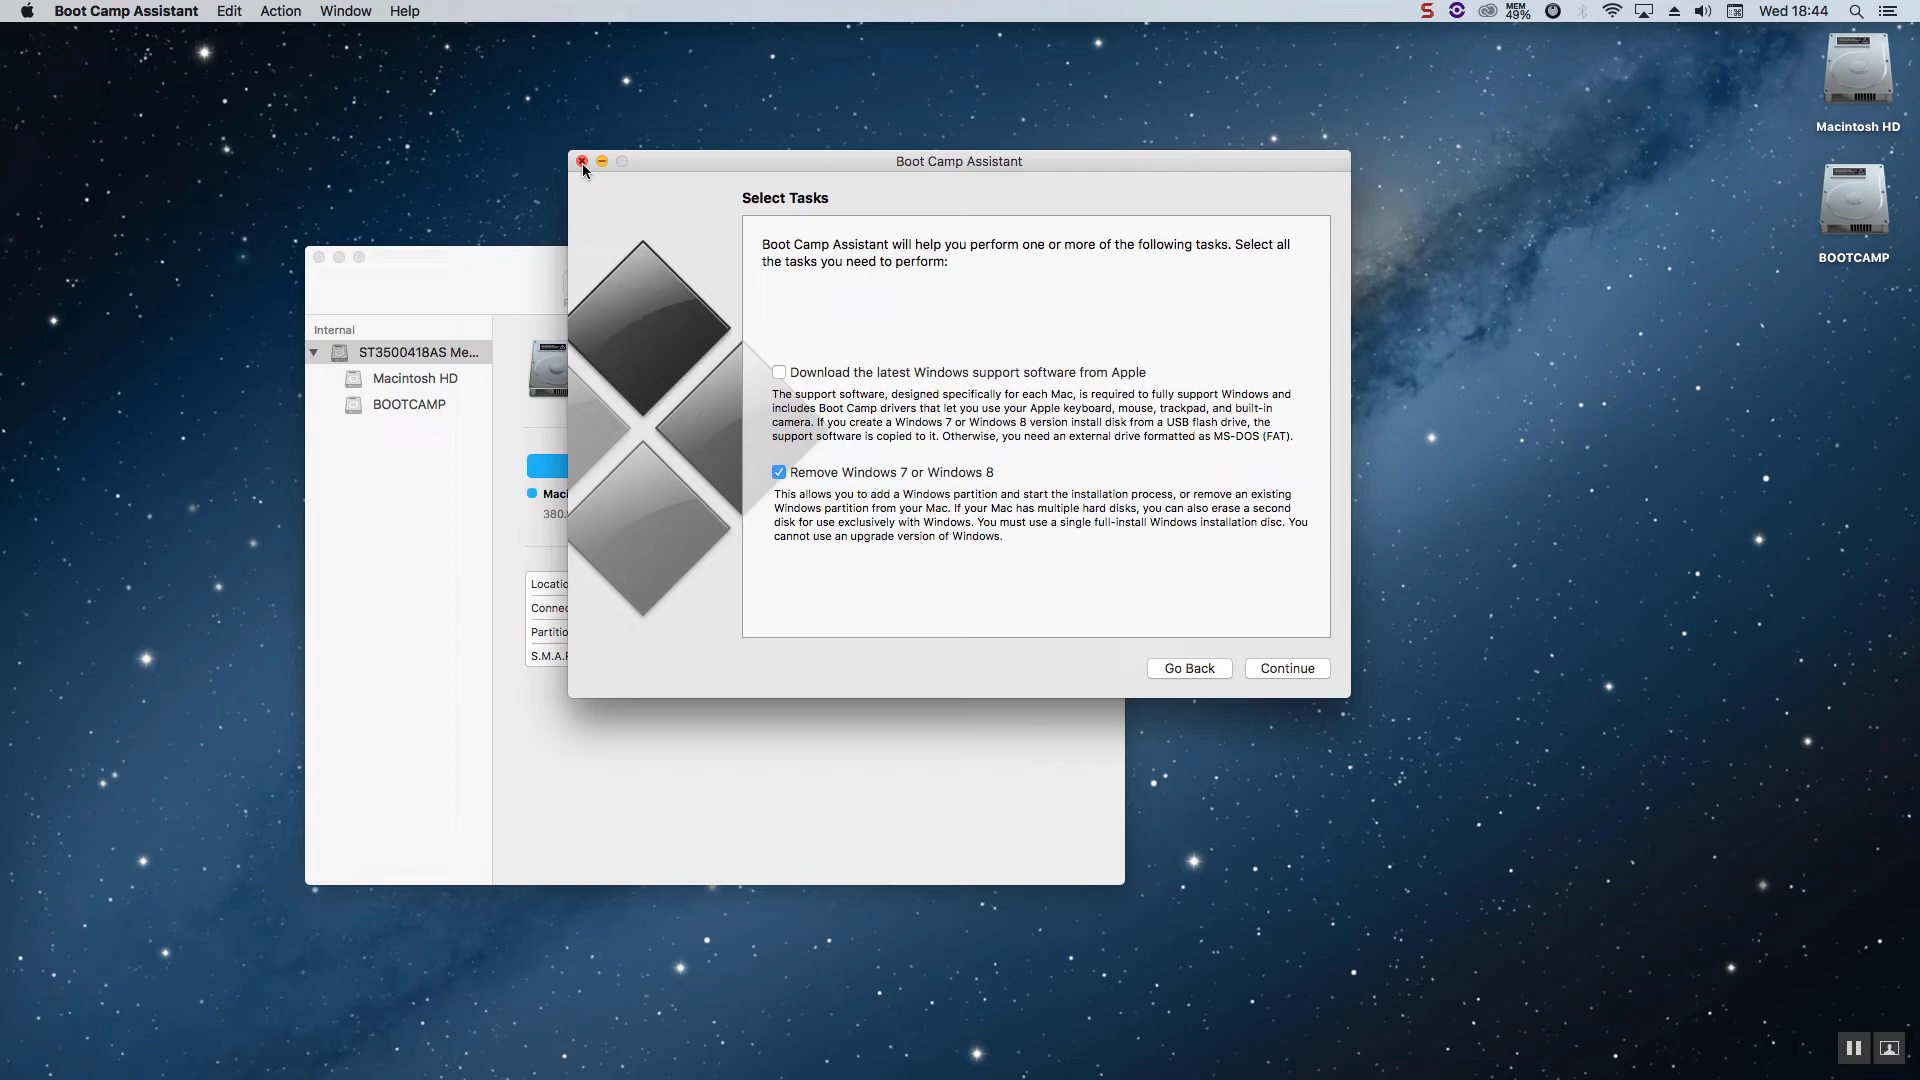 Boot Camp Assistant Edit Action Window Help
MEM
49%
Wed 18:44
Macintosh HD
BOOTCAMP
Boot Camp Assistant
Select Tasks
Boot Camp Assistant will help you perform one or more of the following tasks. Select all
the tasks you need to perform:
Download the latest Windows support software from Apple
The support software, designed specifically for each Mac, is required to fully support Windows and
includes Boot Camp drivers that let you use your Apple keyboard, mouse, trackpad, and built-in
camera. If you create a Windows 7 or Windows 8 version install disk from a USB flash drive, the
support software is copied to it. Otherwise, you need an external drive formatted as MS-DOS (FAT).
Remove Windows 7 or Windows 8
This allows you to add a Windows partition and start the installation process, or remove an existing
Windows partition from your Mac. If your Mac has multiple hard disks, you can also erase a second
disk for use exclusively with Windows. You must use a single full-install Windows installation disc. You
cannot use an upgrade version of Windows.
Go Back
Continue
Internal
ST3500418AS Me...
Macintosh HD
BOOTCAMP
Maci
380.
Locatio
Connec
Partitio
S.M.A.R